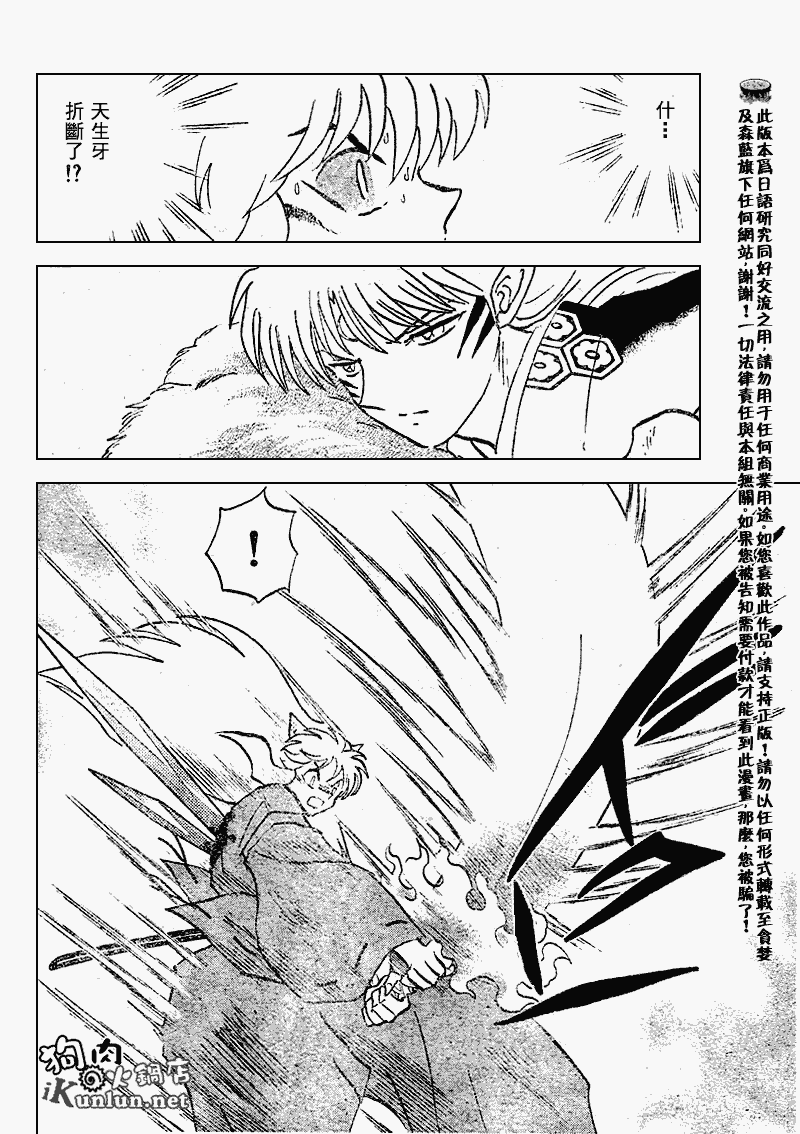 什…
天生牙
折斷了!?
!
此版本爲日語研究同好交流之用，請勿用于任何商業用途。如您喜歡此作品，請支持正版！請勿以任何形式轉載至貪婪
及森藍旗下任何網站，謝謝！一切法律責任與本組無關。如果您被告知需要付款才能看到此漫畫，那麼，您被騙了！
狗肉
火鍋店
iKunlun.net